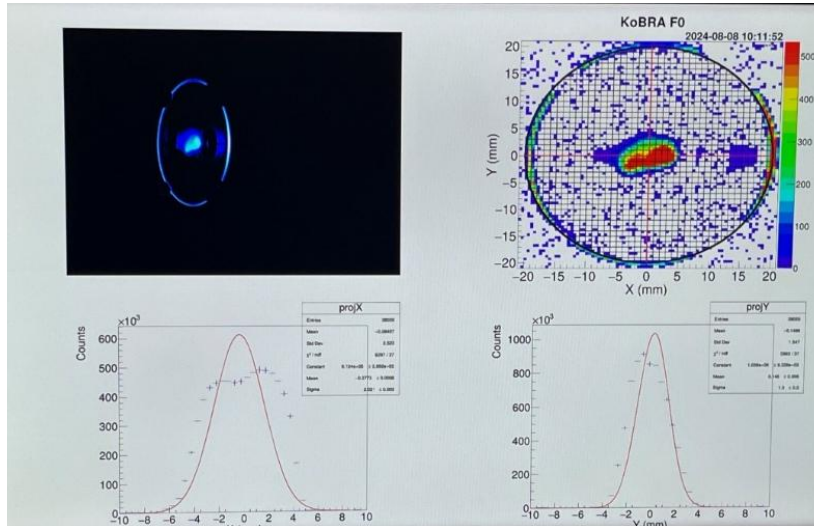 KoBRA F0
2024-08-08 10:11:52
20
15
10
5
0
−5
−10
−15
−20
Y (mm)
−20 −15 −10 −5 0 5 10 15 20
X (mm)
500
400
300
200
100
0
projX
Entries
Mean
Std Dev
χ² / ndf
Constant
Mean
Sigma
×10³
Counts
600
500
400
300
200
100
0
−10 −8 −6 −4 −2 0 2 4 6 8 10
projY
Entries
Mean
Std Dev
χ² / ndf
Constant
Mean
Sigma
×10³
Counts
1000
800
600
400
200
0
−10 −8 −6 −4 −2 0 2 4 6 8 10
Y (mm)